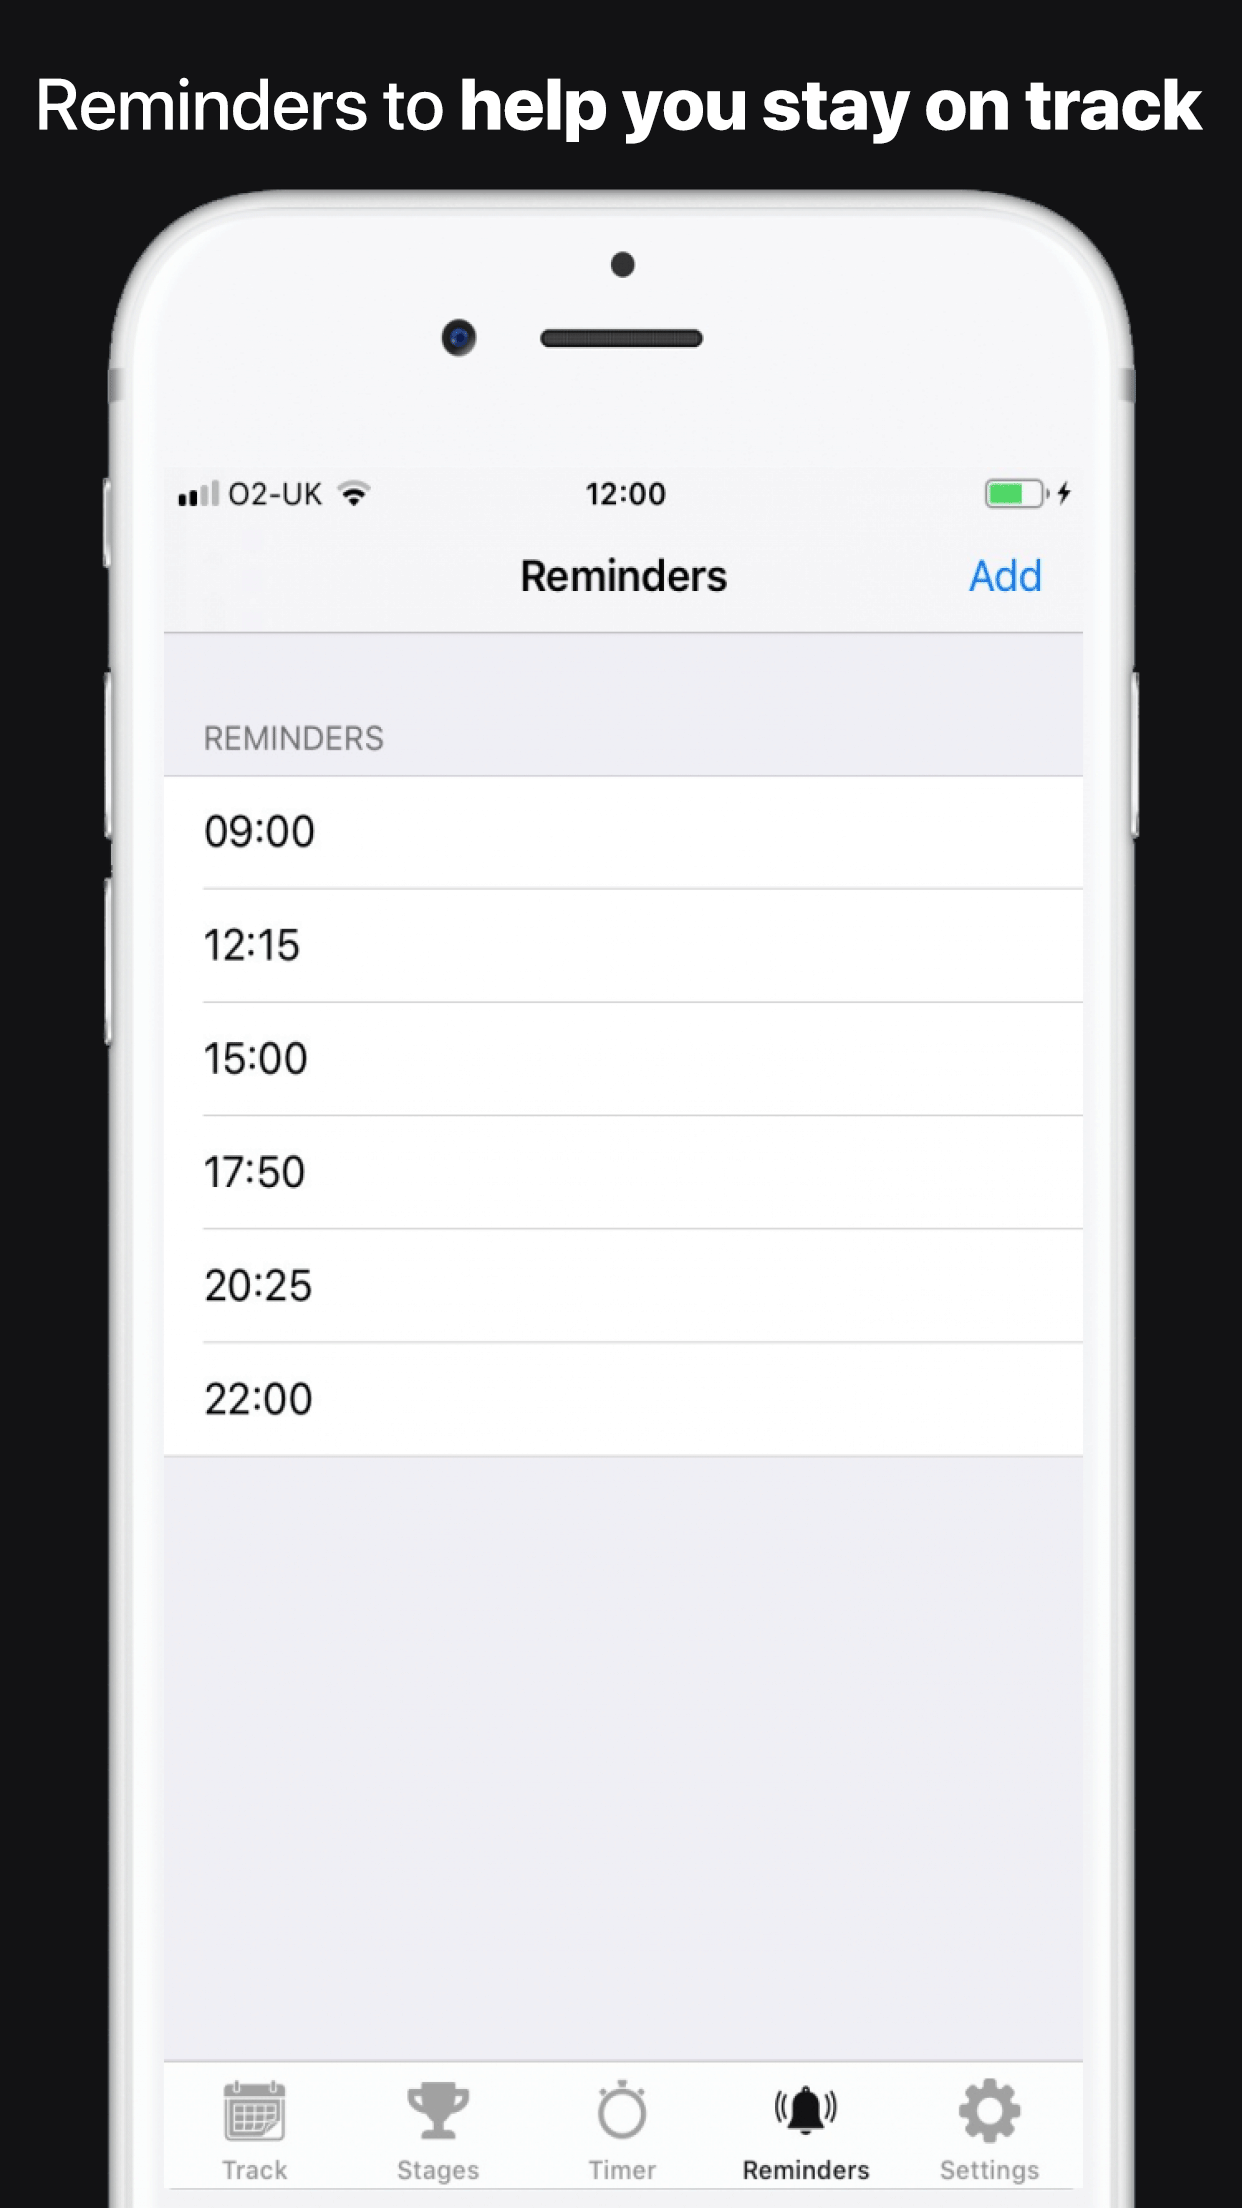 Reminders to help you stay on track
O2-UK 12:00
Reminders Add
REMINDERS
09:00
12:15
15:00
17:50
20:25
22:00
Track Stages Timer Reminders Settings